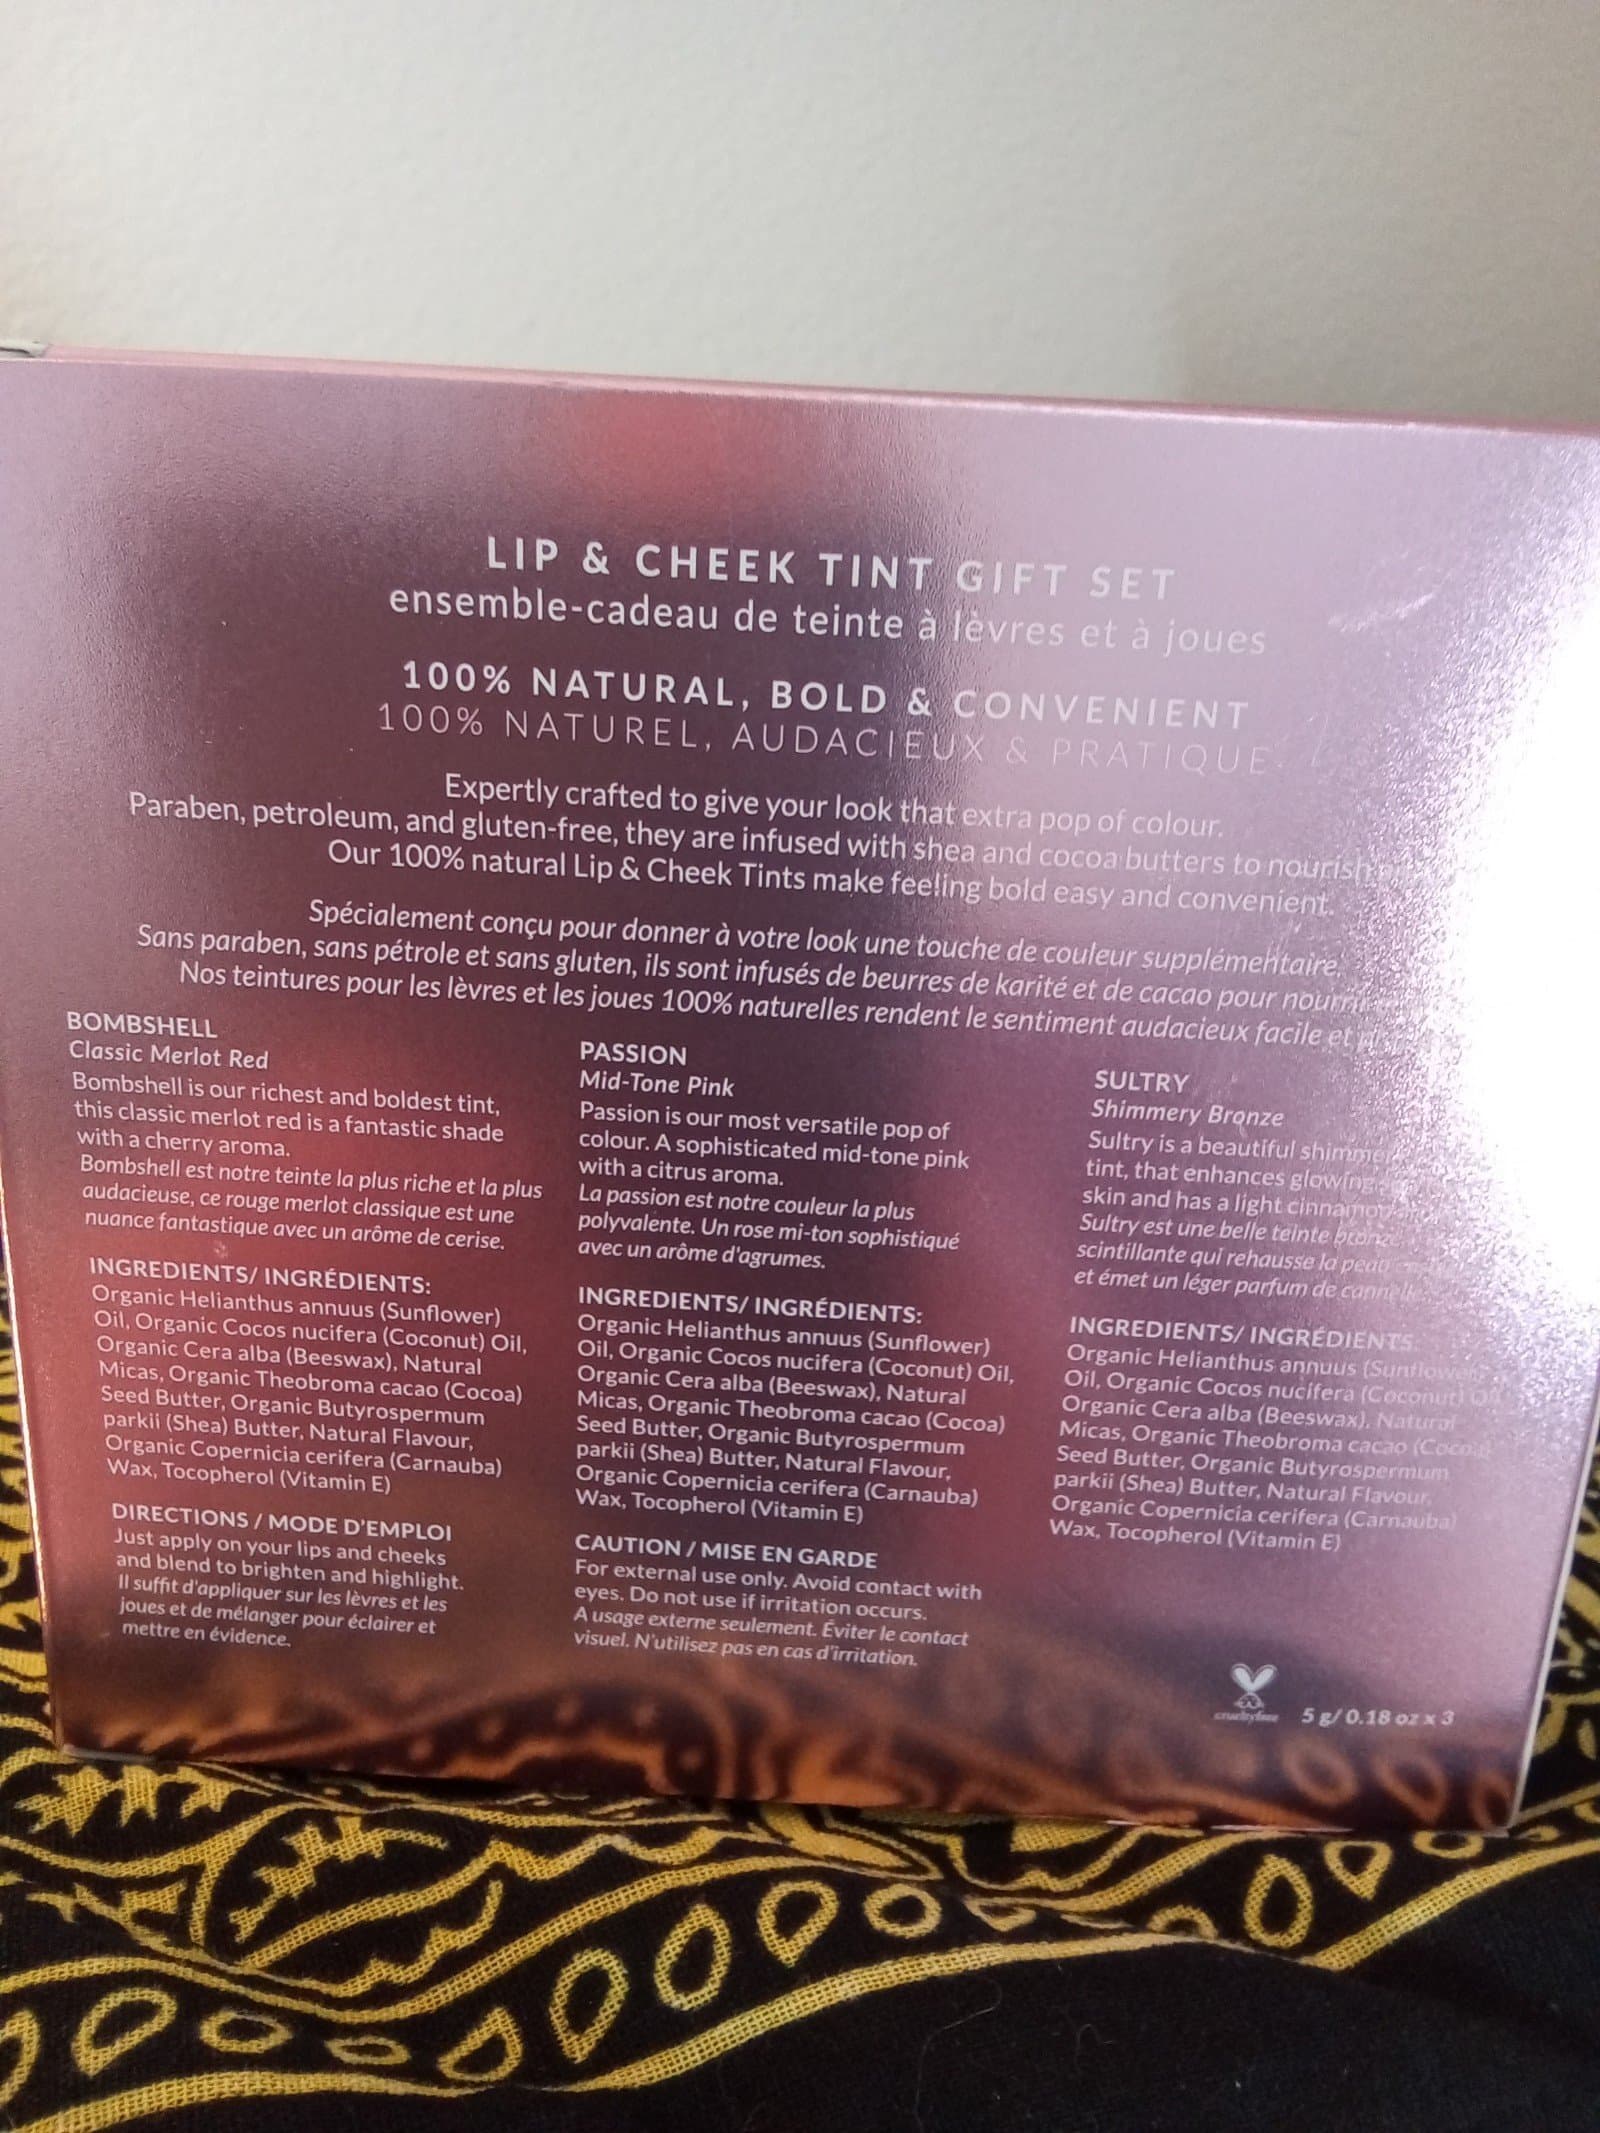 LIP & CHEEK TINT GIFT SET
ensemble-cadeau de teinte à lèvres et à joues
100% NATURAL, BOLD & CONVENIENT
100% NATUREL, AUDACIEUX & PRATIQUE
Expertly crafted to give your look that extra pop of colour.
Paraben, petroleum, and gluten-free, they are infused with shea and cocoa butters to nourish
Our 100% natural Lip & Cheek Tints make feeling bold easy and convenient.
Spécialement conçu pour donner à votre look une touche de couleur supplémentaire.
Sans paraben, sans pétrole et sans gluten, ils sont infusés de beurres de karité et de cacao pour
Nos teintures pour les lèvres et les joues 100% naturelles rendent le sentiment audacieux facile et
BOMBSHELL
Classic Merlot Red
Bombshell is our richest and boldest tint,
this classic merlot red is a fantastic shade
with a cherry aroma.
Bombshell est notre teinte la plus riche et la plus
audacieuse, ce rouge merlot classique est une
nuance fantastique avec un arôme de cerise.
INGREDIENTS/ INGRÉDIENTS:
Organic Helianthus annuus (Sunflower)
Oil, Organic Cocos nucifera (Coconut) Oil,
Organic Cera alba (Beeswax), Natural
Micas, Organic Theobroma cacao (Cocoa)
Seed Butter, Organic Butyrospermum
parkii (Shea) Butter, Natural Flavour,
Organic Copernicia cerifera (Carnauba)
Wax, Tocopherol (Vitamin E)
DIRECTIONS / MODE D'EMPLOI
Just apply on your lips and cheeks
and blend to brighten and highlight.
Il suffit d'appliquer sur les lèvres et les
joues et de mélanger pour éclairer et
mettre en évidence.
PASSION
Mid-Tone Pink
Passion is our most versatile pop of
colour. A sophisticated mid-tone pink
with a citrus aroma.
La passion est notre couleur la plus
polyvalente. Un rose mi-ton sophistiqué
avec un arôme d'agrumes.
INGREDIENTS/ INGRÉDIENTS:
Organic Helianthus annuus (Sunflower)
Oil, Organic Cocos nucifera (Coconut) Oil,
Organic Cera alba (Beeswax), Natural
Micas, Organic Theobroma cacao (Cocoa)
Seed Butter, Organic Butyrospermum
parkii (Shea) Butter, Natural Flavour,
Organic Copernicia cerifera (Carnauba)
Wax, Tocopherol (Vitamin E)
CAUTION / MISE EN GARDE
For external use only. Avoid contact with
eyes. Do not use if irritation occurs.
A usage externe seulement. Éviter le contact
visuel. N'utilisez pas en cas d'irritation.
SULTRY
Shimmery Bronze
Sultry is a beautiful
tint, that enhances glowing
skin and has a light cinnamon
Sultry est une belle teinte bronze
scintillante qui rehausse la peau
et émet un léger parfum de cannelle
INGREDIENTS/ INGRÉDIENTS:
Organic Helianthus annuus (Sunflower)
Oil, Organic Cocos nucifera (Coconut) Oil,
Organic Cera alba (Beeswax), Natural
Micas, Organic Theobroma cacao (Cocoa)
Seed Butter, Organic Butyrospermum
parkii (Shea) Butter, Natural Flavour,
Organic Copernicia cerifera (Carnauba)
Wax, Tocopherol (Vitamin E)
crueltyfree
5 g/ 0.18 oz x 3